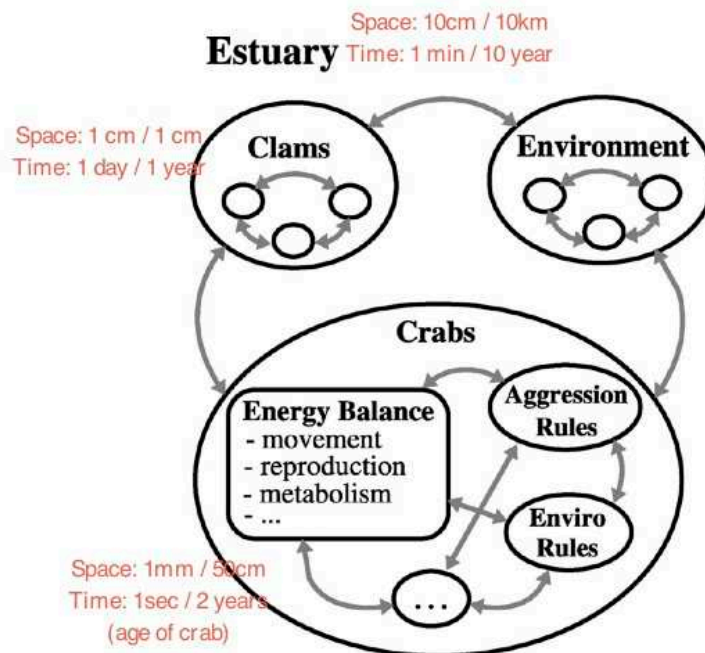 Space: 10cm / 10km
Estuary
Time: 1 min / 10 year
Space: 1 cm / 1 cm
Time: 1 day / 1 year
Clams
Environment
Crabs
Energy Balance
- movement
- reproduction
- metabolism
- ...
Aggression
Rules
Enviro
Rules
...
Space: 1mm / 50cm
Time: 1sec / 2 years
(age of crab)